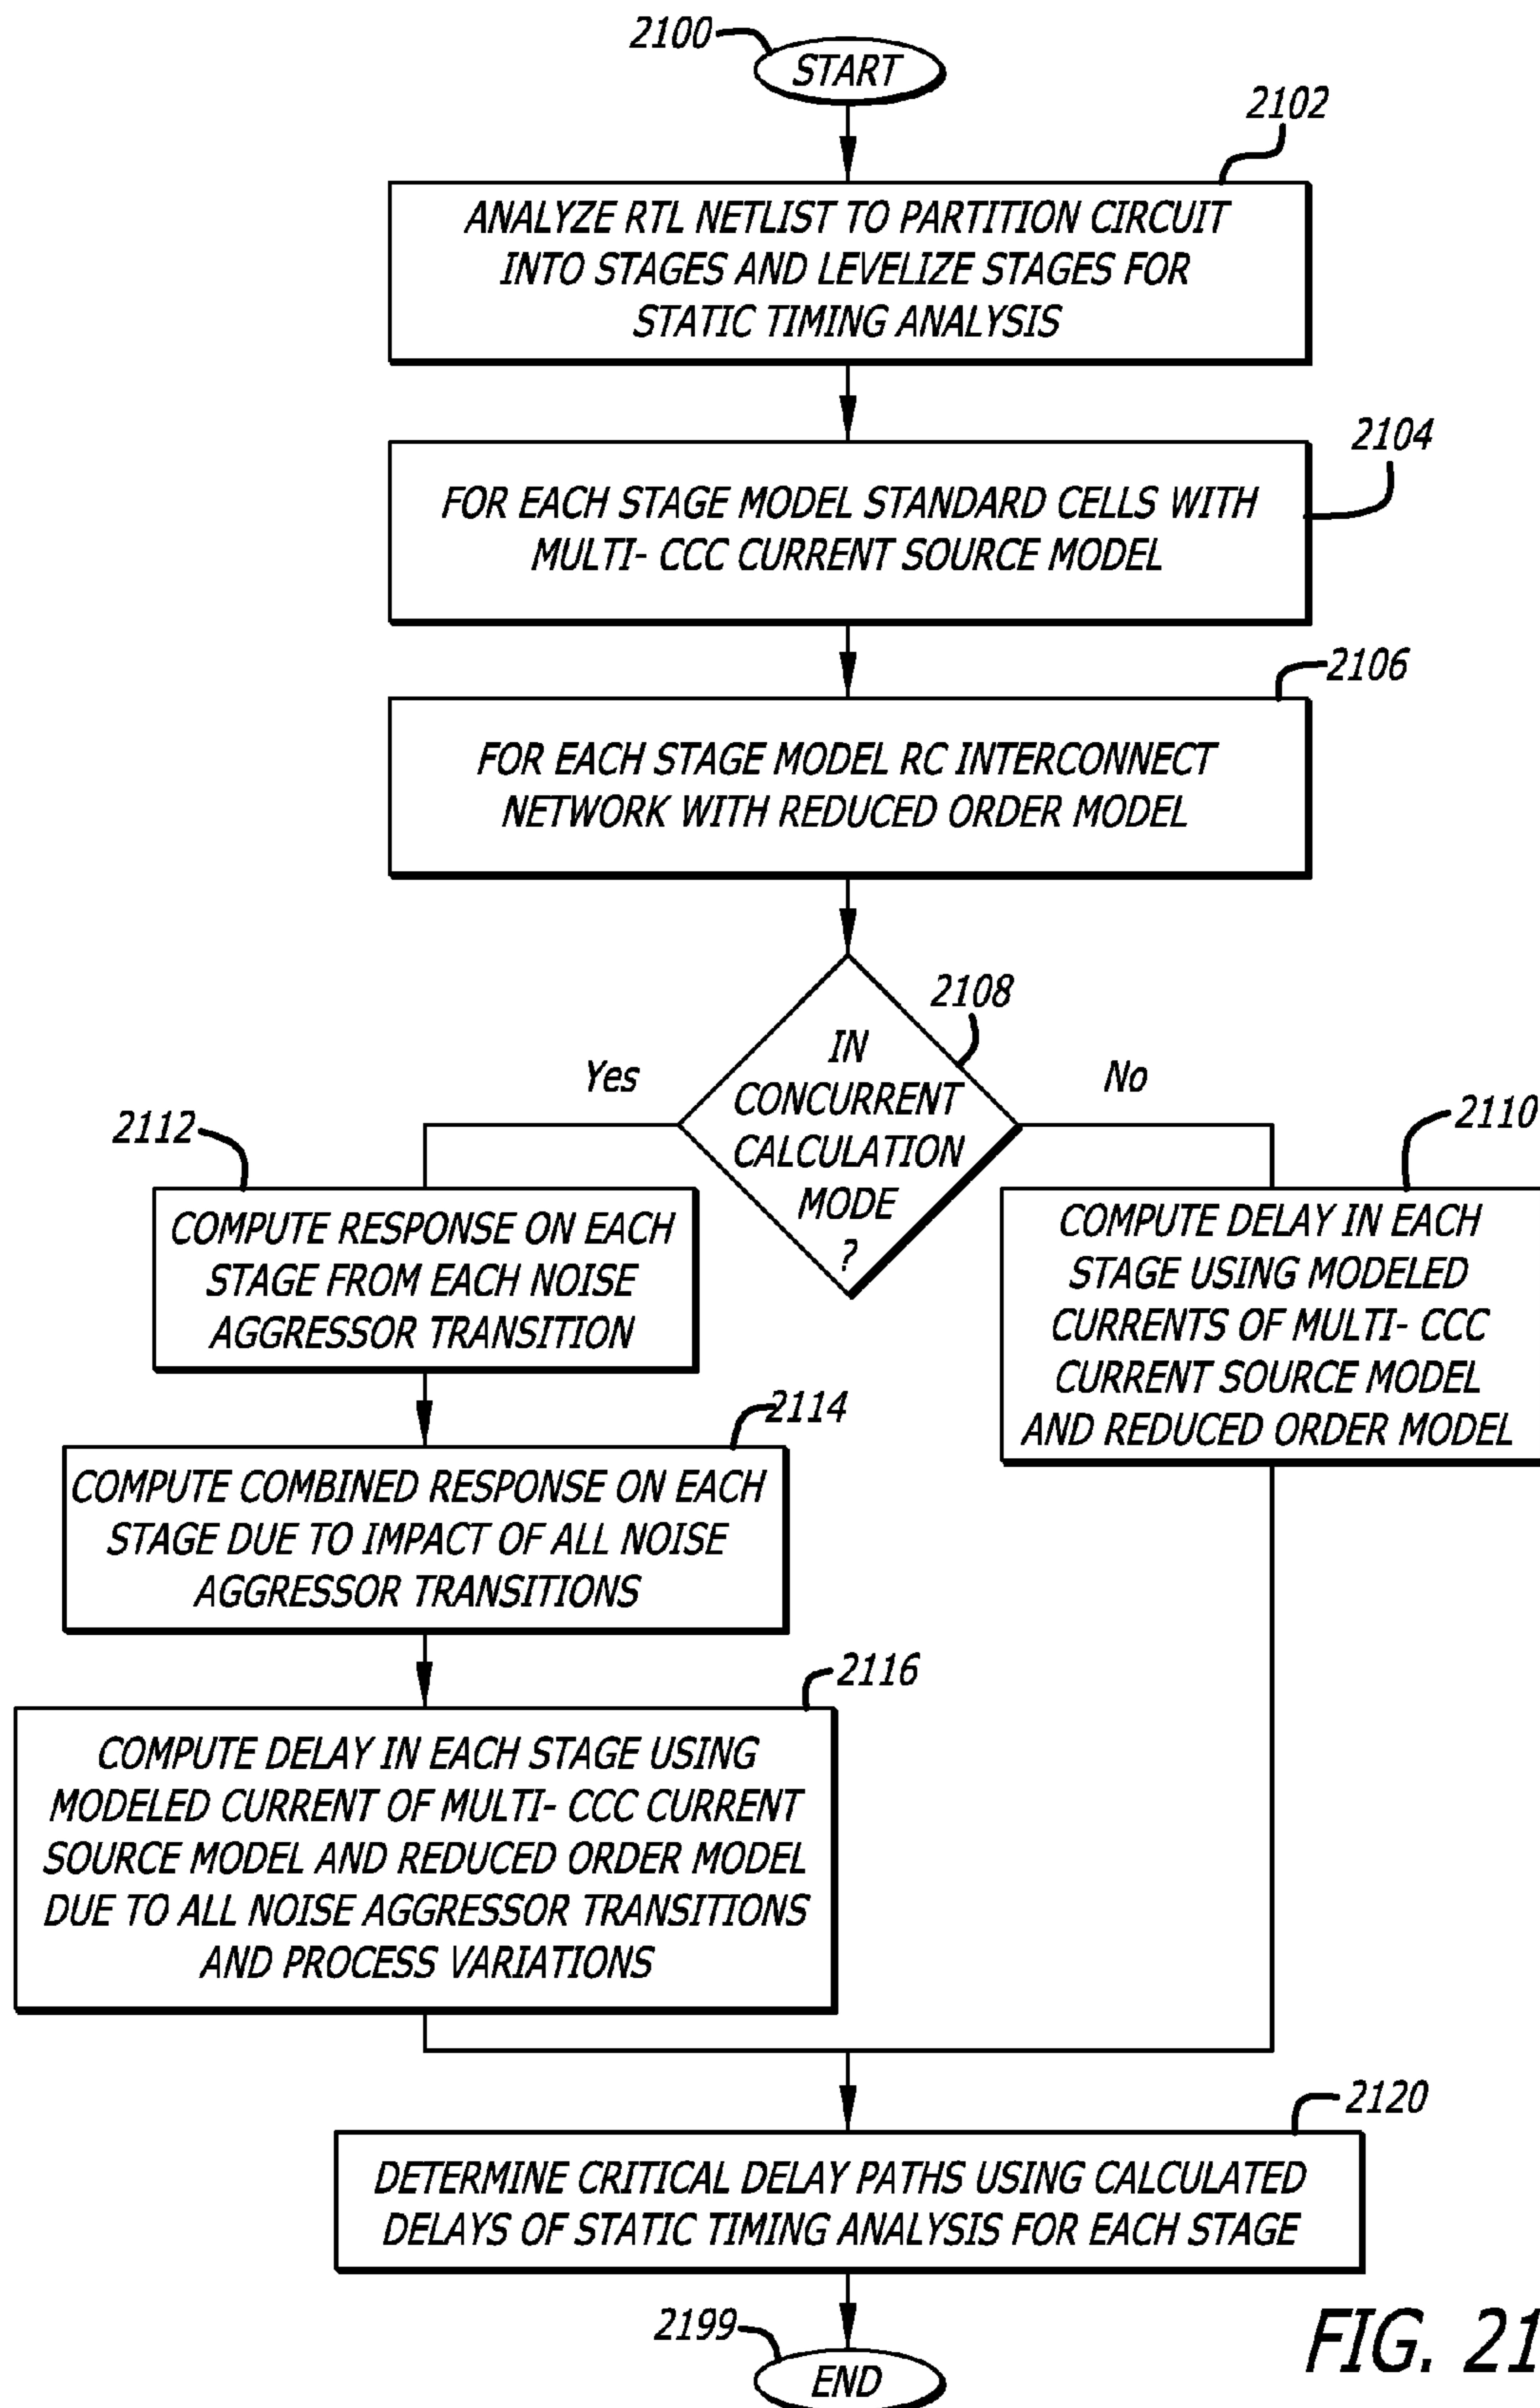 2100
START
2102
ANALYZE RTL NETLIST TO PARTITION CIRCUIT
INTO STAGES AND LEVELIZE STAGES FOR
STATIC TIMING ANALYSIS
2104
FOR EACH STAGE MODEL STANDARD CELLS WITH
MULTI- CCC CURRENT SOURCE MODEL
2106
FOR EACH STAGE MODEL RC INTERCONNECT
NETWORK WITH REDUCED ORDER MODEL
2108
IN
CONCURRENT
CALCULATION
MODE
?
Yes
No
2112
COMPUTE RESPONSE ON EACH
STAGE FROM EACH NOISE
AGGRESSOR TRANSITION
2110
COMPUTE DELAY IN EACH
STAGE USING MODELED
CURRENTS OF MULTI- CCC
CURRENT SOURCE MODEL
AND REDUCED ORDER MODEL
2114
COMPUTE COMBINED RESPONSE ON EACH
STAGE DUE TO IMPACT OF ALL NOISE
AGGRESSOR TRANSITIONS
2116
COMPUTE DELAY IN EACH STAGE USING
MODELED CURRENT OF MULTI- CCC CURRENT
SOURCE MODEL AND REDUCED ORDER MODEL
DUE TO ALL NOISE AGGRESSOR TRANSITIONS
AND PROCESS VARIATIONS
2120
DETERMINE CRITICAL DELAY PATHS USING CALCULATED
DELAYS OF STATIC TIMING ANALYSIS FOR EACH STAGE
2199
END
FIG. 21